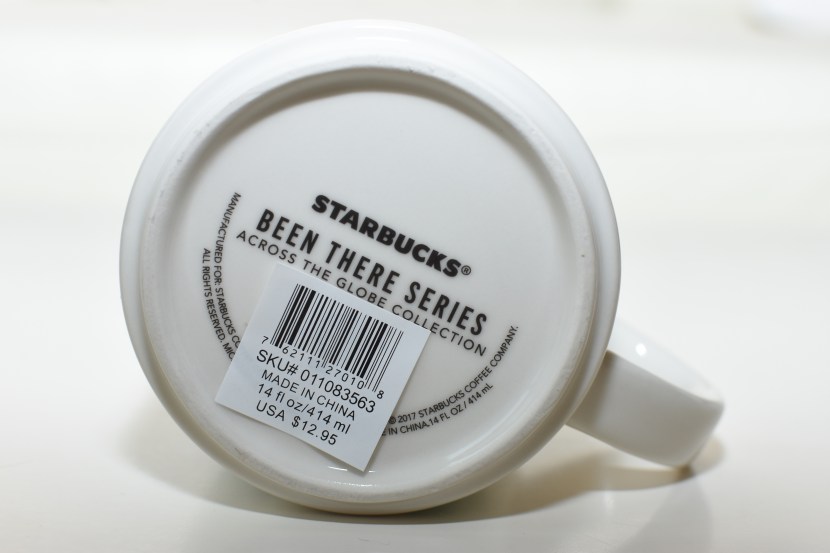 STARBUCKS®
BEEN THERE SERIES
ACROSS THE GLOBE COLLECTION
MANUFACTURED FOR: STARBUCKS
ALL RIGHTS RESERVED.
© 2017 STARBUCKS COFFEE COMPANY.
IN CHINA.14 FL OZ / 414 mL
7 62111 27010 8
SKU# 011083563
MADE IN CHINA
14 fl oz/414 ml
USA $12.95